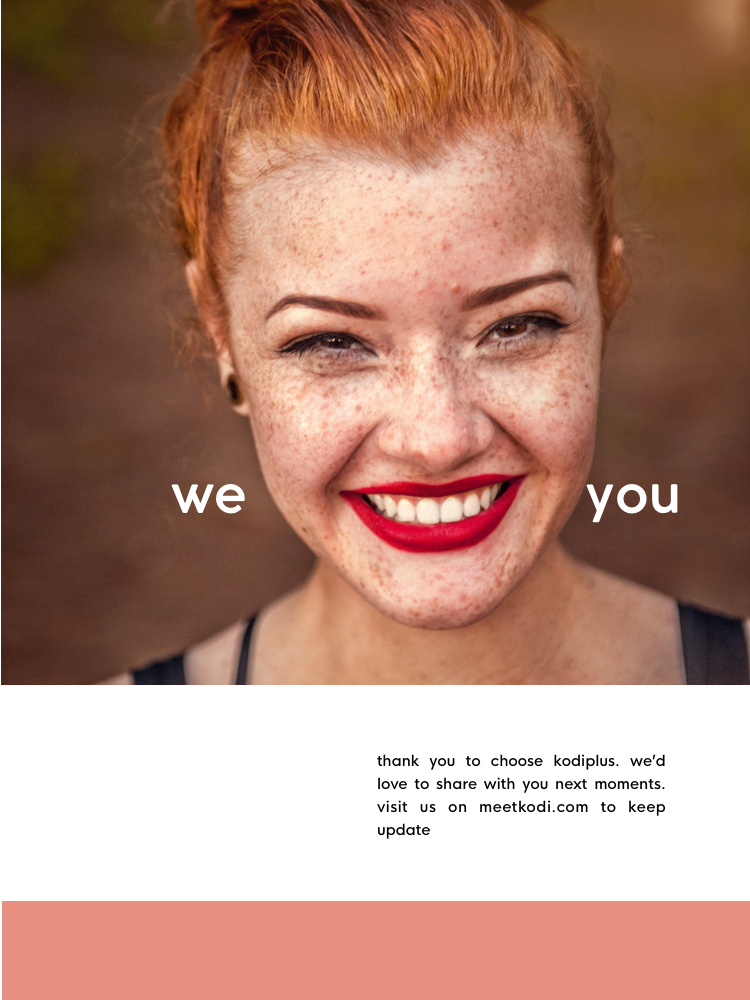 we you
thank you to choose kodiplus. we’d
love to share with you next moments.
visit us on meetkodi.com to keep
update